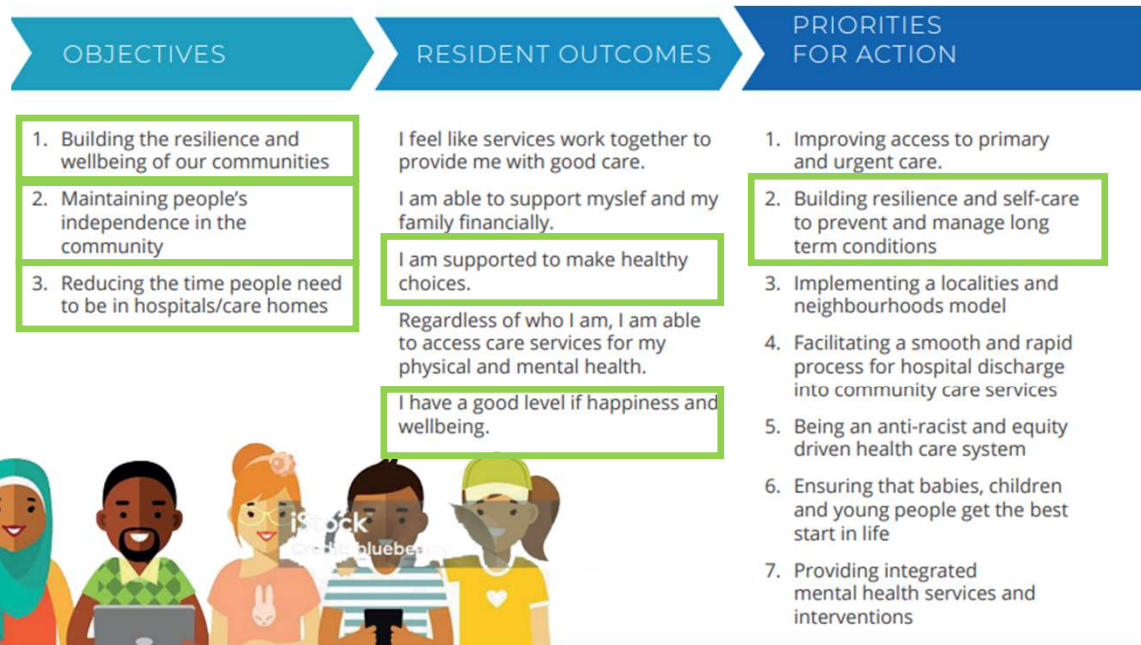 OBJECTIVES
1. Building the resilience and
wellbeing of our communities
2. Maintaining people's
independence in the
community
3. Reducing the time people need
to be in hospitals/care homes
RESIDENT OUTCOMES
I feel like services work together to
provide me with good care.
I am able to support myslef and my
family financially.
I am supported to make healthy
choices.
Regardless of who I am, I am able
to access care services for my
physical and mental health.
I have a good level if happiness and
wellbeing.
PRIORITIES
FOR ACTION
1. Improving access to primary
and urgent care.
2. Building resilience and self-care
to prevent and manage long
term conditions
3. Implementing a localities and
neighbourhoods model
4. Facilitating a smooth and rapid
process for hospital discharge
into community care services
5. Being an anti-racist and equity
driven health care system
6. Ensuring that babies, children
and young people get the best
start in life
7. Providing integrated
mental health services and
interventions
iStock
Credit: